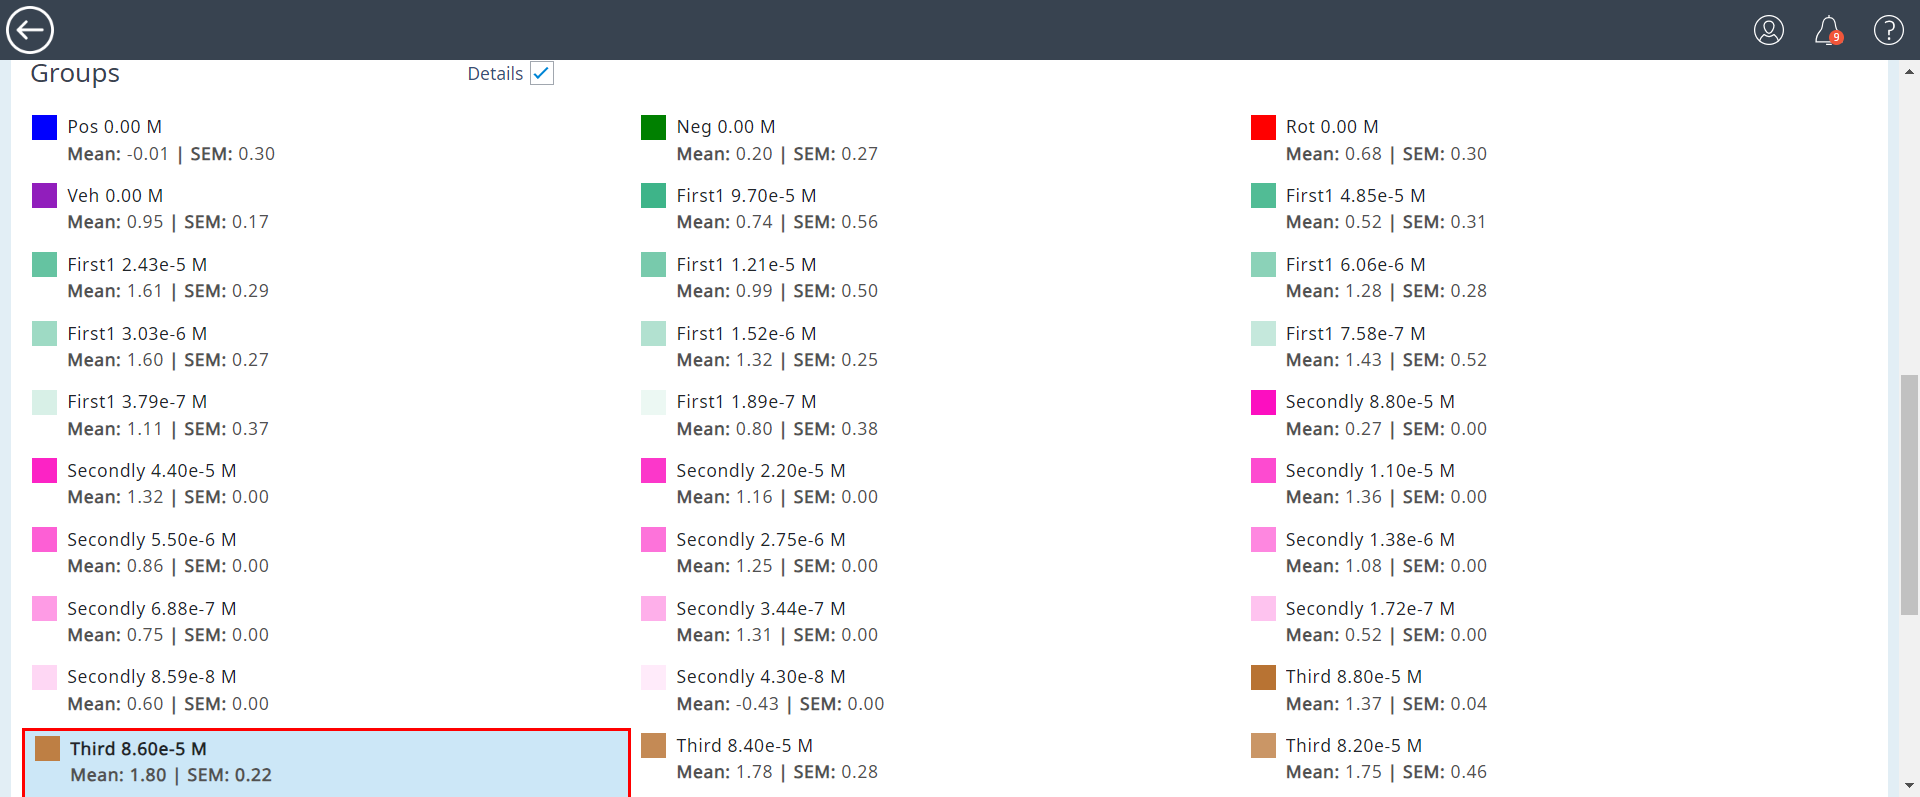 9
?
Groups
Details
Pos 0.00 M
Mean: -0.01 | SEM: 0.30
Neg 0.00 M
Mean: 0.20 | SEM: 0.27
Rot 0.00 M
Mean: 0.68 | SEM: 0.30
Veh 0.00 M
Mean: 0.95 | SEM: 0.17
First1 9.70e-5 M
Mean: 0.74 | SEM: 0.56
First1 4.85e-5 M
Mean: 0.52 | SEM: 0.31
First1 2.43e-5 M
Mean: 1.61 | SEM: 0.29
First1 1.21e-5 M
Mean: 0.99 | SEM: 0.50
First1 6.06e-6 M
Mean: 1.28 | SEM: 0.28
First1 3.03e-6 M
Mean: 1.60 | SEM: 0.27
First1 1.52e-6 M
Mean: 1.32 | SEM: 0.25
First1 7.58e-7 M
Mean: 1.43 | SEM: 0.52
First1 3.79e-7 M
Mean: 1.11 | SEM: 0.37
First1 1.89e-7 M
Mean: 0.80 | SEM: 0.38
Secondly 8.80e-5 M
Mean: 0.27 | SEM: 0.00
Secondly 4.40e-5 M
Mean: 1.32 | SEM: 0.00
Secondly 2.20e-5 M
Mean: 1.16 | SEM: 0.00
Secondly 1.10e-5 M
Mean: 1.36 | SEM: 0.00
Secondly 5.50e-6 M
Mean: 0.86 | SEM: 0.00
Secondly 2.75e-6 M
Mean: 1.25 | SEM: 0.00
Secondly 1.38e-6 M
Mean: 1.08 | SEM: 0.00
Secondly 6.88e-7 M
Mean: 0.75 | SEM: 0.00
Secondly 3.44e-7 M
Mean: 1.31 | SEM: 0.00
Secondly 1.72e-7 M
Mean: 0.52 | SEM: 0.00
Secondly 8.59e-8 M
Mean: 0.60 | SEM: 0.00
Secondly 4.30e-8 M
Mean: -0.43 | SEM: 0.00
Third 8.80e-5 M
Mean: 1.37 | SEM: 0.04
Third 8.60e-5 M
Mean: 1.80 | SEM: 0.22
Third 8.40e-5 M
Mean: 1.78 | SEM: 0.28
Third 8.20e-5 M
Mean: 1.75 | SEM: 0.46